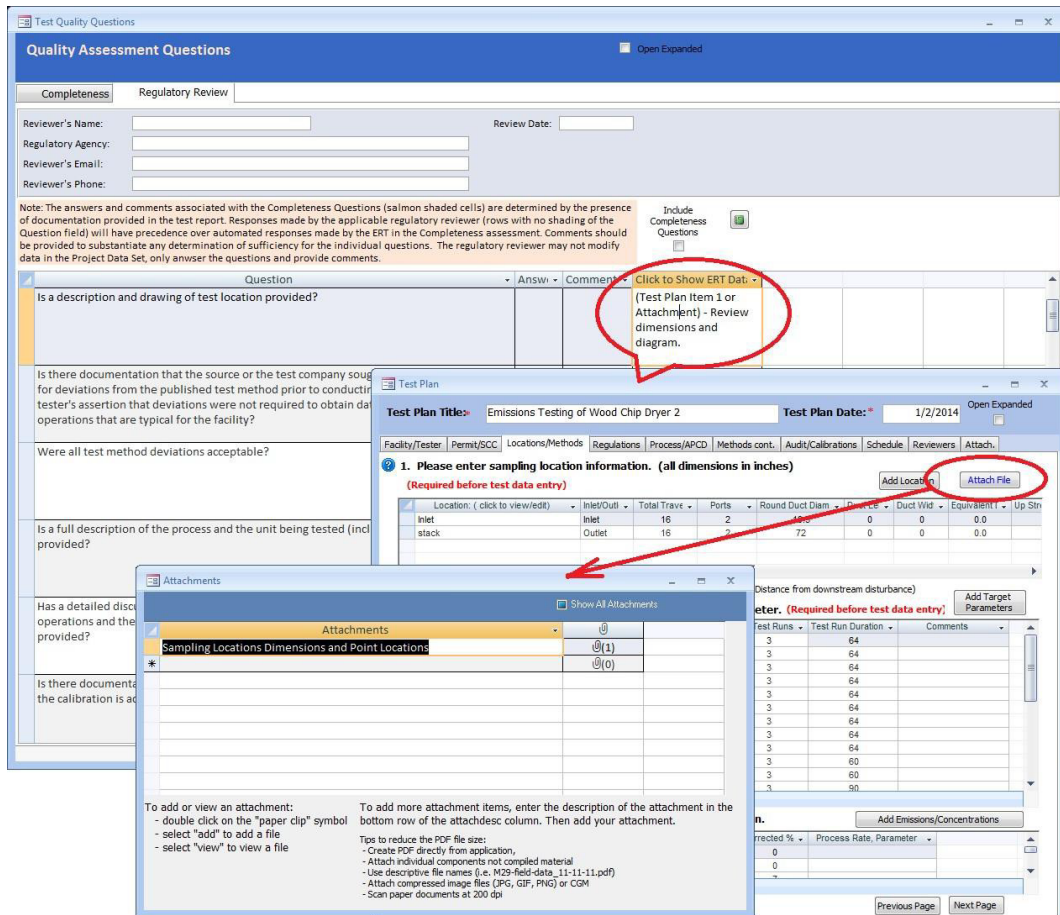 Test Quality Questions
Quality Assessment Questions
Open Expanded
Completeness
Regulatory Review
Reviewer's Name:
Review Date:
Regulatory Agency:
Reviewer's Email:
Reviewer's Phone:
Note: The answers and comments associated with the Completeness Questions (salmon shaded cells) are determined by the presence
of documentation provided in the test report. Responses made by the applicable regulatory reviewer (rows with no shading of the
Question field) will have precedence over automated responses made by the ERT in the Completeness assessment. Comments should
be provided to substantiate any determination of sufficiency for the individual questions. The regulatory reviewer may not modify
data in the Project Data Set, only anwser the questions and provide comments.
Include
Completeness
Questions
Question Answ Comment Click to Show ERT Data
Is a description and drawing of test location provided?
(Test Plan Item 1 or
Attachment) - Review
dimensions and
diagram.
Is there documentation that the source or the test company soug
for deviations from the published test method prior to conductin
tester's assertion that deviations were not required to obtain dat
operations that are typical for the facility?
Were all test method deviations acceptable?
Is a full description of the process and the unit being tested (incl
provided?
Has a detailed discu
operations and the
provided?
Is there documenta
the calibration is ac
Test Plan
Test Plan Title:* Emissions Testing of Wood Chip Dryer 2 Test Plan Date:* 1/2/2014
Open Expanded
Facility/Tester Permit/SCC Locations/Methods Regulations Process/APCD Methods cont. Audit/Calibrations Schedule Reviewers Attach.
1. Please enter sampling location information. (all dimensions in inches)
(Required before test data entry)
Add Location
Attach File
Location: ( click to view/edit) Inlet/Outl Total Trave Ports Round Duct Diam Duct Wid Up Stre
Inlet Inlet 16 2 0 0 0.0
stack Outlet 16 2 72 0 0 0.0
Distance from downstream disturbance)
eter. (Required before test data entry)
Add Target
Parameters
Test Runs Test Run Duration Comments
3 64
3 64
3 64
3 64
3 64
3 64
3 64
3 64
3 60
3 60
3 90
n.
Add Emissions/Concentrations
rrected % Process Rate, Parameter
0
0
Previous Page
Next Page
Attachments
Show All Attachments
Attachments
Sampling Locations Dimensions and Point Locations (1)
* (0)
To add or view an attachment:
- double click on the "paper clip" symbol
- select "add" to add a file
- select "view" to view a file
To add more attachment items, enter the description of the attachment in the
bottom row of the attachdesc column. Then add your attachment.
Tips to reduce the PDF file size:
- Create PDF directly from application,
- Attach individual components not compiled material
- Use descriptive file names (i.e. M29-field-data_11-11-11.pdf)
- Attach compressed image files (JPG, GIF, PNG) or CGM
- Scan paper documents at 200 dpi